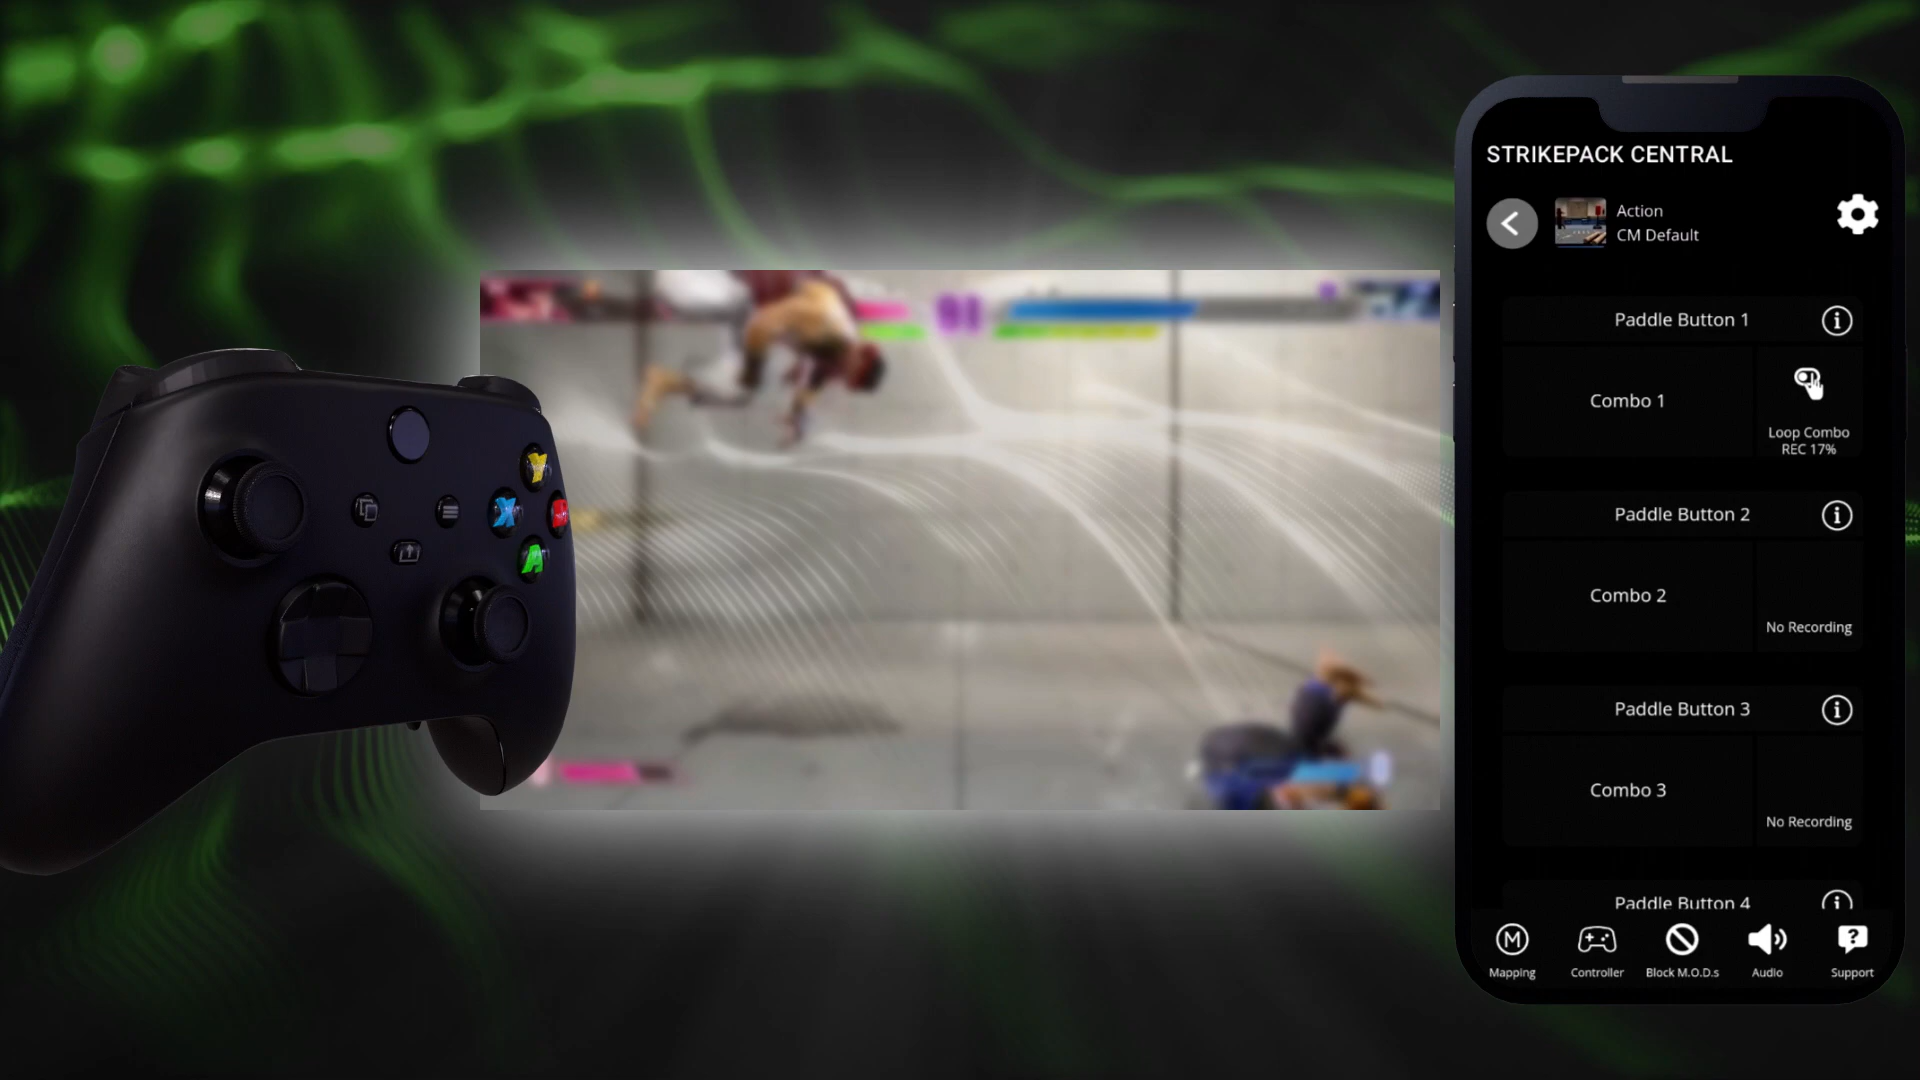 STRIKEPACK CENTRAL
Action
CM Default
Paddle Button 1
Combo 1
Loop Combo
REC 17%
Paddle Button 2
Combo 2
No Recording
Paddle Button 3
Combo 3
No Recording
Paddle Button 4
M
Mapping
Controller
Block M.O.D.s
Audio
Support
Y
X
A